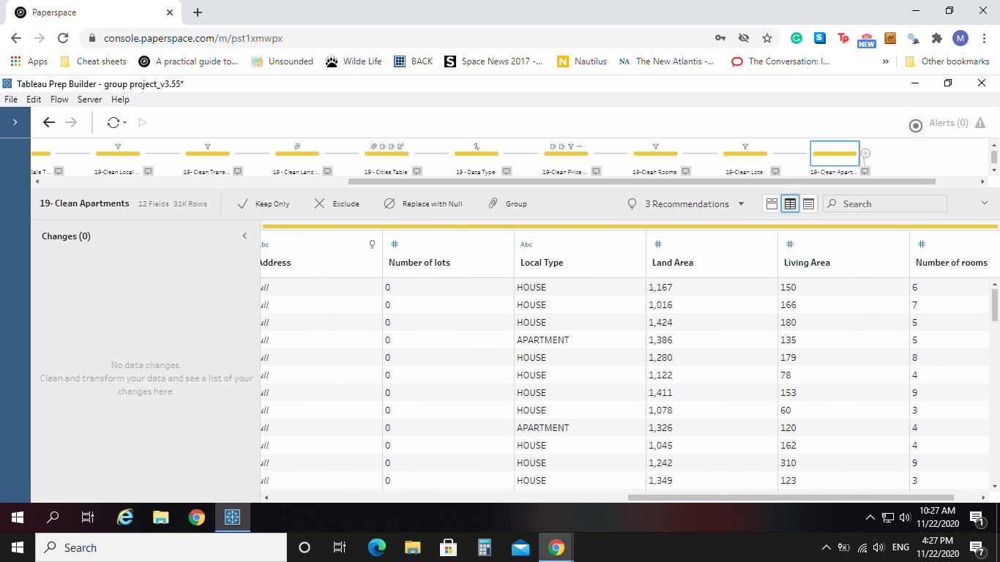 Paperspace
console.paperspace.com/m/pst1xmwpx
NEW
M
Apps Cheat sheets A practical guide to... Unsounded Wilde Life BACK Space News 2017 -... Nautilus NA The New Atlantis -... The Conversation: I... » Other bookmarks
Tableau Prep Builder - group project_v3.55*
File Edit Flow Server Help
Alerts (0)
ale T... 19-Clean Local ... 19- Clean Trans... 19 - Clean Land ... 19 - Cities Table 19 - Data Type 19-Clean Price ... 19-Clean Rooms 19-Clean Lots 19- Clean Apart...
19- Clean Apartments 12 Fields 31K Rows Keep Only Exclude Replace with Null Group 3 Recommendations Search
Changes (0)
Abc # Abc # # #
Address Number of lots Local Type Land Area Living Area Number of rooms
ull 0 HOUSE 1,167 150 6
ull 0 HOUSE 1,016 166 7
ull 0 HOUSE 1,424 180 5
ull 0 APARTMENT 1,386 135 5
ull 0 HOUSE 1,280 179 8
ull 0 HOUSE 1,122 78 4
ull 0 HOUSE 1,411 153 9
ull 0 HOUSE 1,078 60 3
ull 0 APARTMENT 1,326 120 4
ull 0 HOUSE 1,045 162 4
ull 0 HOUSE 1,242 310 9
ull 0 HOUSE 1,349 123 3
No data changes.
Clean and transform your data and see a list of your
changes here.
10:27 AM
11/22/2020
1
Search
ENG
4:27 PM
11/22/2020
7